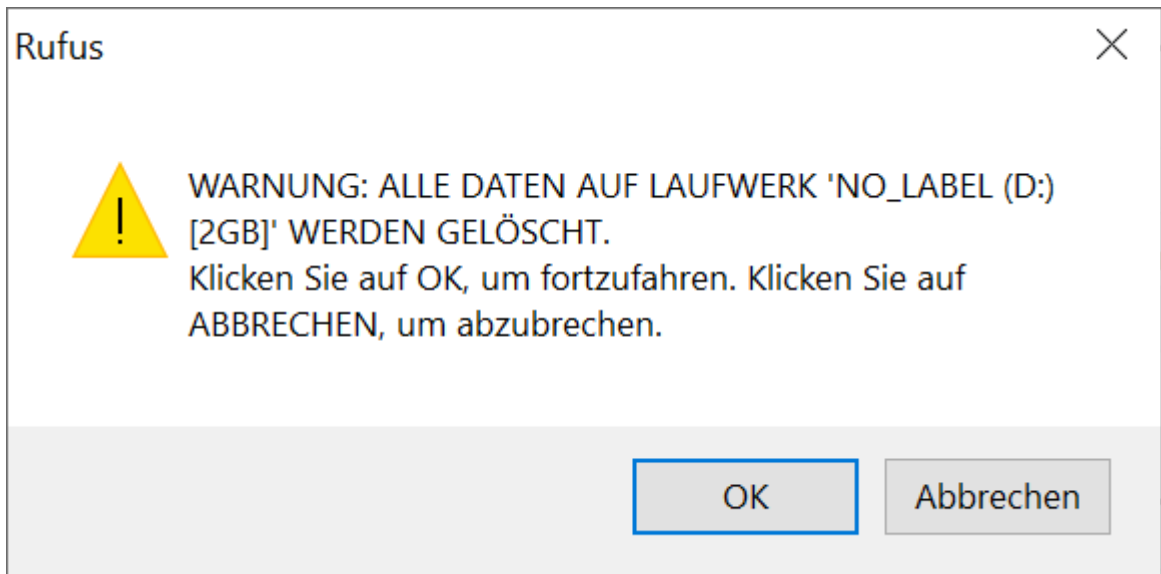 Rufus
!
WARNUNG: ALLE DATEN AUF LAUFWERK 'NO_LABEL (D:)
[2GB]' WERDEN GELÖSCHT.
Klicken Sie auf OK, um fortzufahren. Klicken Sie auf
ABBRECHEN, um abzubrechen.
OK
Abbrechen